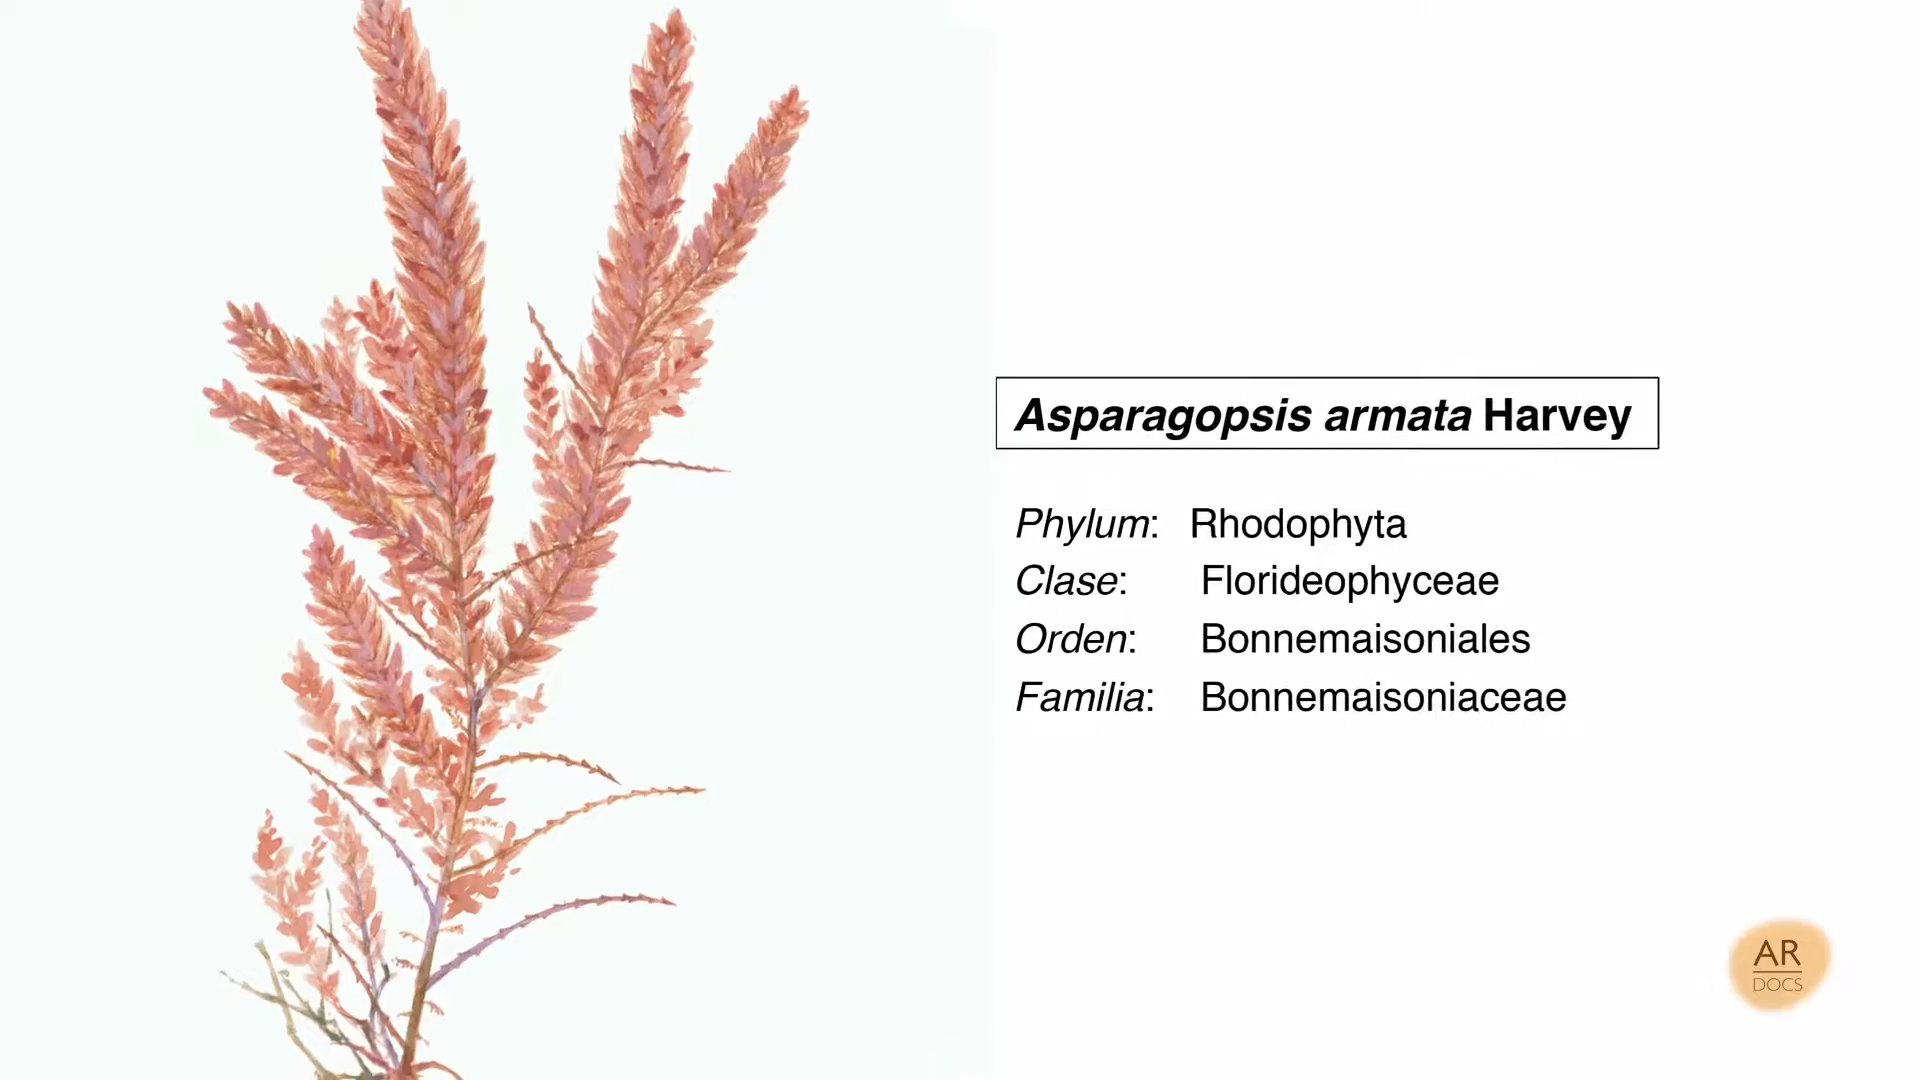 Asparagopsis armata Harvey
Phylum: Rhodophyta
Clase: Florideophyceae
Orden: Bonnemaisoniales
Familia: Bonnemaisoniaceae
AR
DOCS